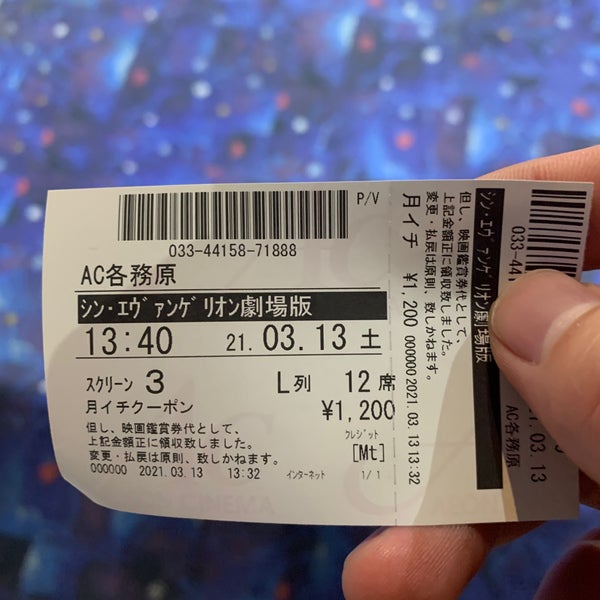 P/V
033-44158-71888
AC各務原
シン・エヴァンゲリオン劇場版
13:40 21.03.13 土
スクリーン 3 L列 12席
月イチクーポン ¥1,200
但し、映画鑑賞券代として、
上記金額正に領収致しました。
変更・払戻は原則、致しかねます。
クレジット
[Mt]
000000 2021.03.13 13:32 インターネット 1/1
CINEMA
033-44
シン・エヴァンゲリオン劇場版
但し、映画鑑賞券代として、
上記金額正に領収致しました。
変更・払戻は原則、致しかねます。
月イチ ¥1,200 000000 2021.03.13 13:32
.03.13
AC各務原